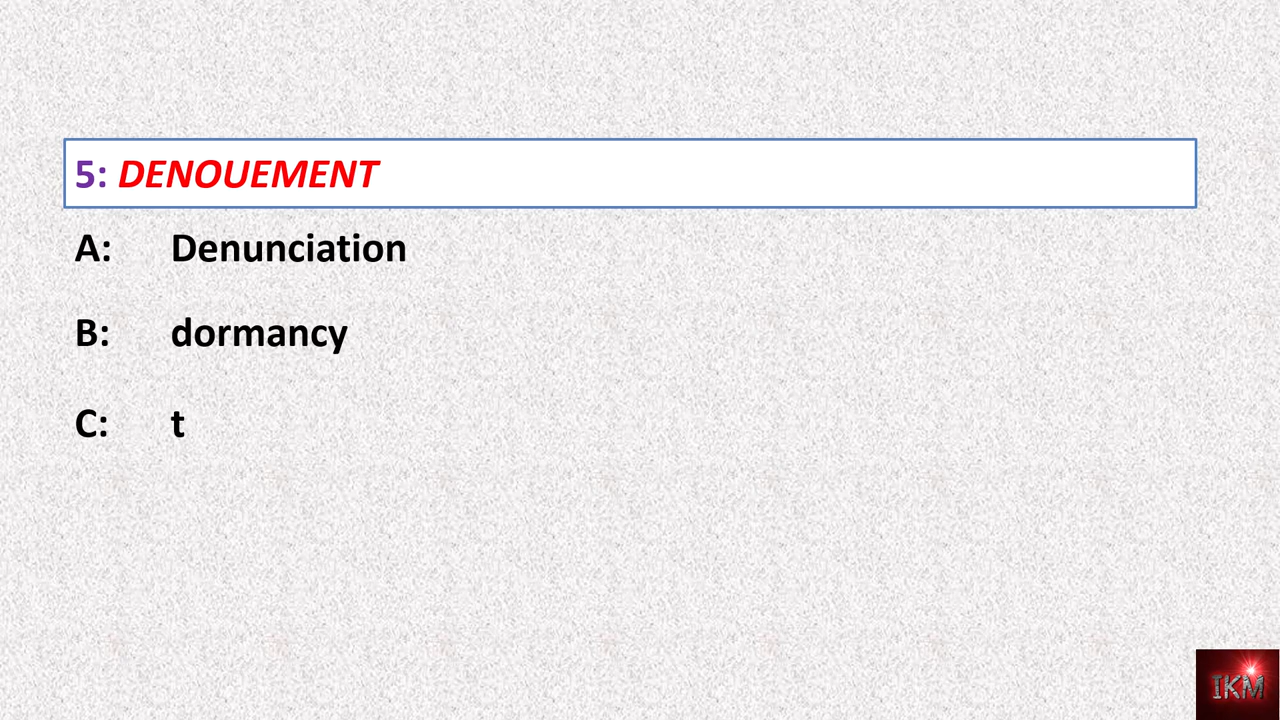 5: DENOUEMENT
A: Denunciation
B: dormancy
C: t
IKM